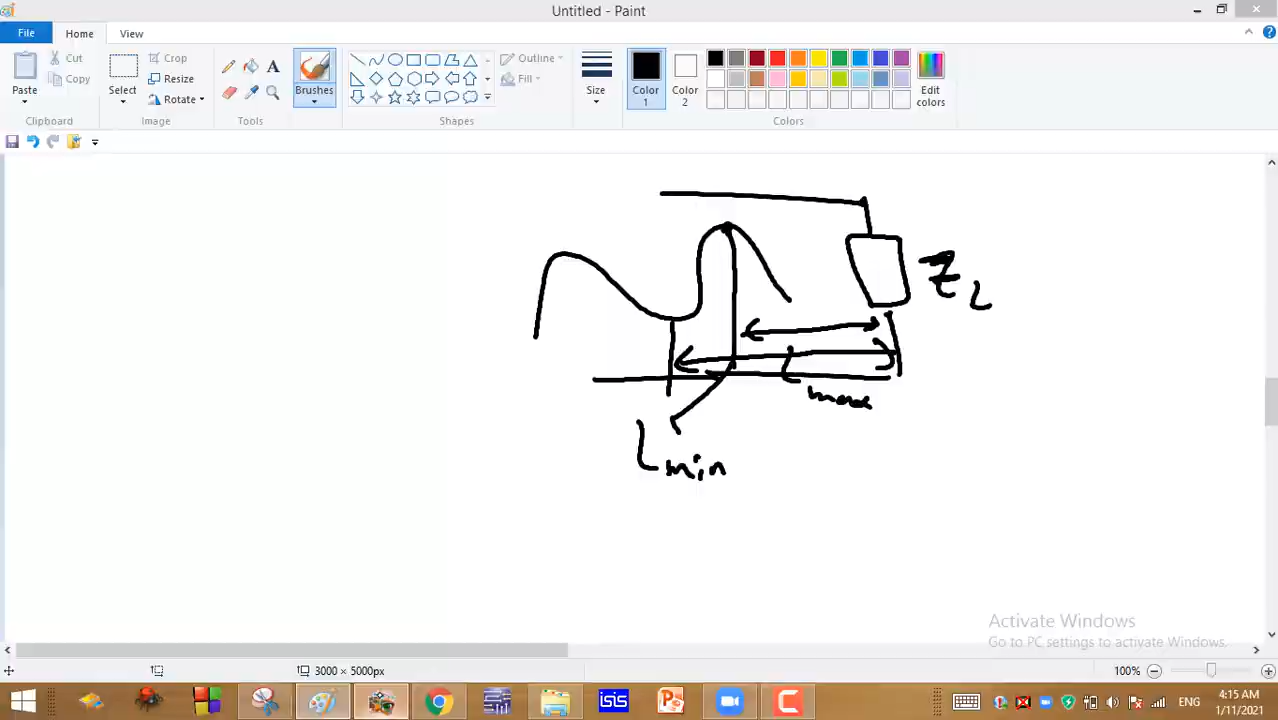 Untitled - Paint
File Home View
Paste
Cut
Copy
Clipboard
Select
Crop
Resize
Rotate
Image
A
Tools
Brushes
Shapes
Outline
Fill
Size
Color 1
Color 2
Colors
Edit colors
Z L
L max
L min
Activate Windows
Go to PC settings to activate Windows.
3000 × 5000px
100%
isis
ENG
4:15 AM
1/11/2021